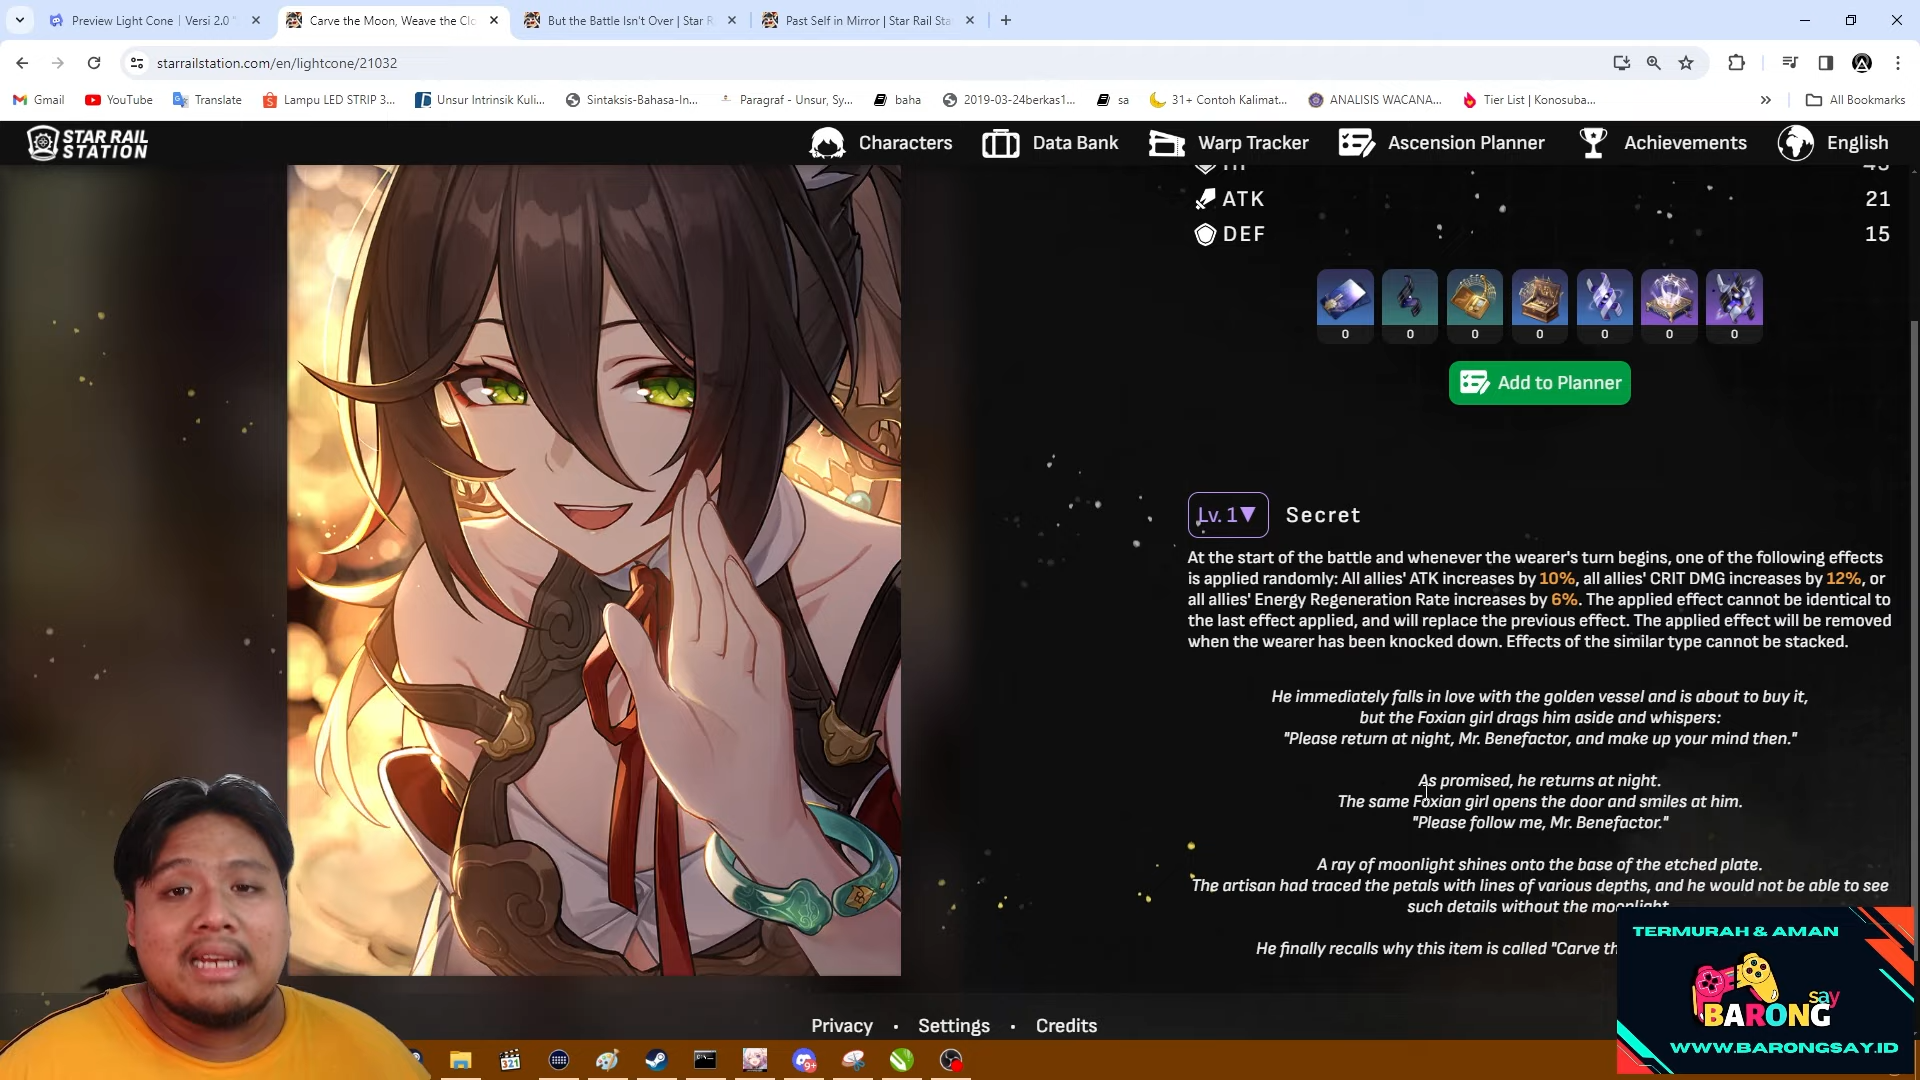 Preview Light Cone | Versi 2.0
Carve the Moon, Weave the Clo
But the Battle Isn't Over | Star R
Past Self in Mirror | Star Rail Sta
starrailstation.com/en/lightcone/21032
Gmail
YouTube
Translate
Lampu LED STRIP 3...
Unsur Intrinsik Kuli...
Sintaksis-Bahasa-In...
Paragraf - Unsur, Sy...
baha
2019-03-24berkas1...
sa
31+ Contoh Kalimat...
ANALISIS WACANA...
Tier List | Konosuba...
All Bookmarks
STAR RAIL
STATION
Characters
Data Bank
Warp Tracker
Ascension Planner
Achievements
English
ATK
21
DEF
15
0
0
0
0
0
0
0
Add to Planner
Lv. 1▼
Secret
At the start of the battle and whenever the wearer's turn begins, one of the following effects
is applied randomly: All allies' ATK increases by 10%, all allies' CRIT DMG increases by 12%, or
all allies' Energy Regeneration Rate increases by 6%. The applied effect cannot be identical to
the last effect applied, and will replace the previous effect. The applied effect will be removed
when the wearer has been knocked down. Effects of the similar type cannot be stacked.
He immediately falls in love with the golden vessel and is about to buy it,
but the Foxian girl drags him aside and whispers:
"Please return at night, Mr. Benefactor, and make up your mind then."
As promised, he returns at night.
The same Foxian girl opens the door and smiles at him.
"Please follow me, Mr. Benefactor."
A ray of moonlight shines onto the base of the etched plate.
The artisan had traced the petals with lines of various depths, and he would not be able to see
such details without the moonlight
He finally recalls why this item is called "Carve th
Privacy
•
Settings
•
Credits
321
9+
TERMURAH & AMAN
say
BARONG
WWW.BARONGSAY.ID